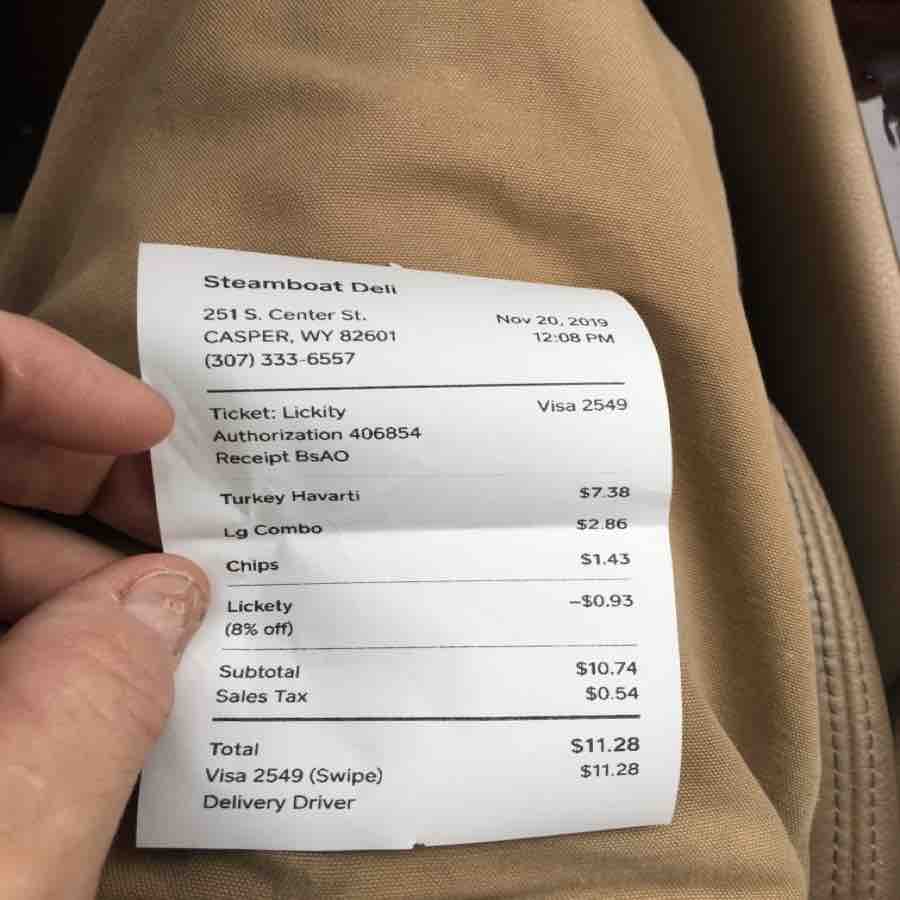 Steamboat Deli
251 S. Center St.
CASPER, WY 82601
(307) 333-6557
Nov 20, 2019
12:08 PM
Ticket: Lickity
Visa 2549
Authorization 406854
Receipt BsAO
Turkey Havarti $7.38
Lg Combo $2.86
Chips $1.43
Lickety -$0.93
(8% off)
Subtotal $10.74
Sales Tax $0.54
Total $11.28
Visa 2549 (Swipe) $11.28
Delivery Driver